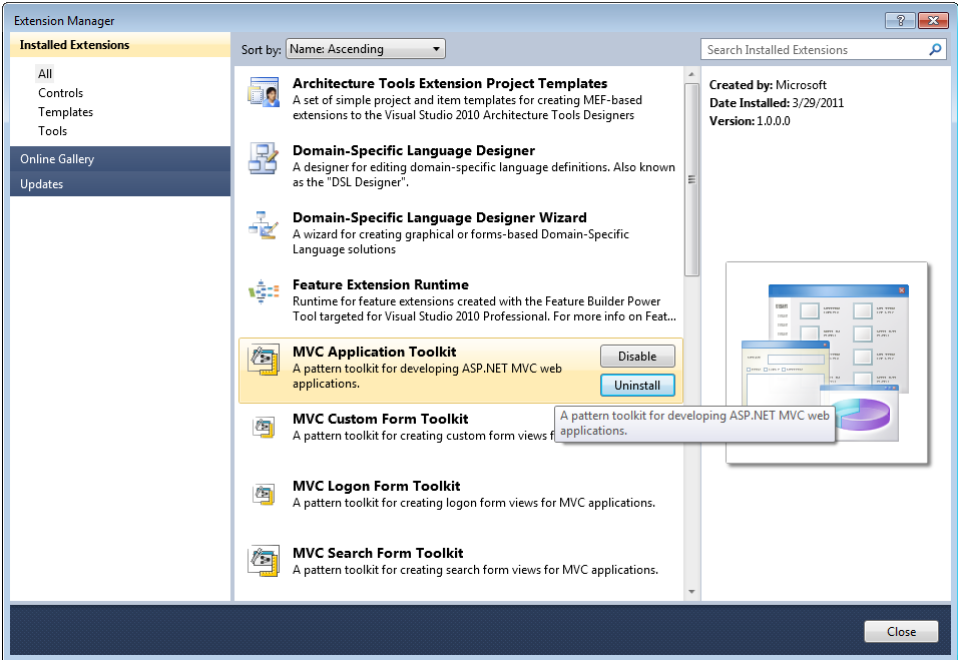 Extension Manager
?
Installed Extensions
All
Controls
Templates
Tools
Online Gallery
Updates
Sort by: Name: Ascending
Search Installed Extensions
Architecture Tools Extension Project Templates
A set of simple project and item templates for creating MEF-based
extensions to the Visual Studio 2010 Architecture Tools Designers
Domain-Specific Language Designer
A designer for editing domain-specific language definitions. Also known
as the "DSL Designer".
Domain-Specific Language Designer Wizard
A wizard for creating graphical or forms-based Domain-Specific
Language solutions
Feature Extension Runtime
Runtime for feature extensions created with the Feature Builder Power
Tool targeted for Visual Studio 2010 Professional. For more info on Feat...
MVC Application Toolkit
A pattern toolkit for developing ASP.NET MVC web
applications.
Disable
Uninstall
A pattern toolkit for developing ASP.NET MVC web
applications.
MVC Custom Form Toolkit
A pattern toolkit for creating custom form views f
MVC Logon Form Toolkit
A pattern toolkit for creating logon form views for MVC applications.
MVC Search Form Toolkit
A pattern toolkit for creating search form views for MVC applications.
Created by: Microsoft
Date Installed: 3/29/2011
Version: 1.0.0.0
Close